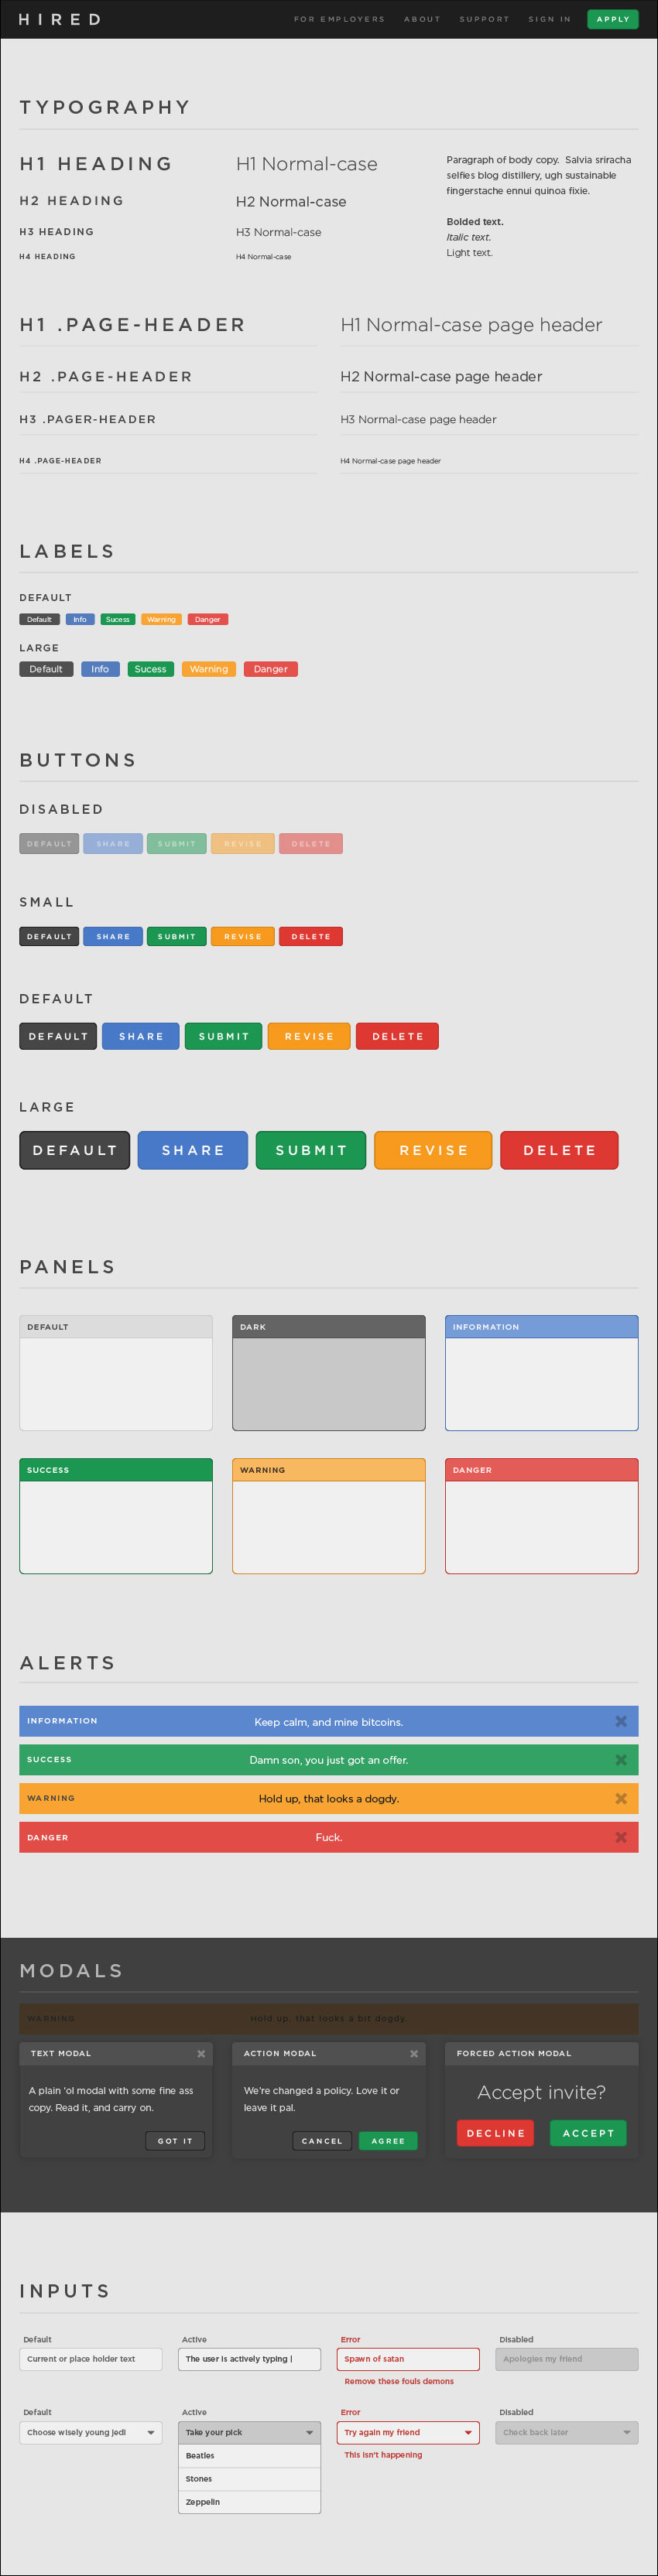 HIRED
FOR EMPLOYERS ABOUT SUPPORT SIGN IN APPLY
TYPOGRAPHY
H1 HEADING
H2 HEADING
H3 HEADING
H4 HEADING
H1 Normal-case
H2 Normal-case
H3 Normal-case
H4 Normal-case
Paragraph of body copy. Salvia sriracha
selfies blog distillery, ugh sustainable
fingerstache ennui quinoa fixie.
Bolded text.
Italic text.
Light text.
H1 .PAGE-HEADER
H2 .PAGE-HEADER
H3 .PAGER-HEADER
H4 .PAGE-HEADER
H1 Normal-case page header
H2 Normal-case page header
H3 Normal-case page header
H4 Normal-case page header
LABELS
DEFAULT
Default Info Sucess Warning Danger
LARGE
Default Info Sucess Warning Danger
BUTTONS
DISABLED
DEFAULT SHARE SUBMIT REVISE DELETE
SMALL
DEFAULT SHARE SUBMIT REVISE DELETE
DEFAULT
DEFAULT SHARE SUBMIT REVISE DELETE
LARGE
DEFAULT SHARE SUBMIT REVISE DELETE
PANELS
DEFAULT DARK INFORMATION
SUCCESS WARNING DANGER
ALERTS
INFORMATION Keep calm, and mine bitcoins.
SUCCESS Damn son, you just got an offer.
WARNING Hold up, that looks a dogdy.
DANGER Fuck.
MODALS
WARNING Hold up, that looks a bit dogdy.
TEXT MODAL
A plain 'ol modal with some fine ass
copy. Read it, and carry on.
GOT IT
ACTION MODAL
We're changed a policy. Love it or
leave it pal.
CANCEL AGREE
FORCED ACTION MODAL
Accept invite?
DECLINE ACCEPT
INPUTS
Default Active Error Disabled
Current or place holder text The user is actively typing | Spawn of satan Apologies my friend
Remove these fouls demons
Default Active Error Disabled
Choose wisely young jedi Take your pick Try again my friend Check back later
This isn't happening
Beatles
Stones
Zeppelin